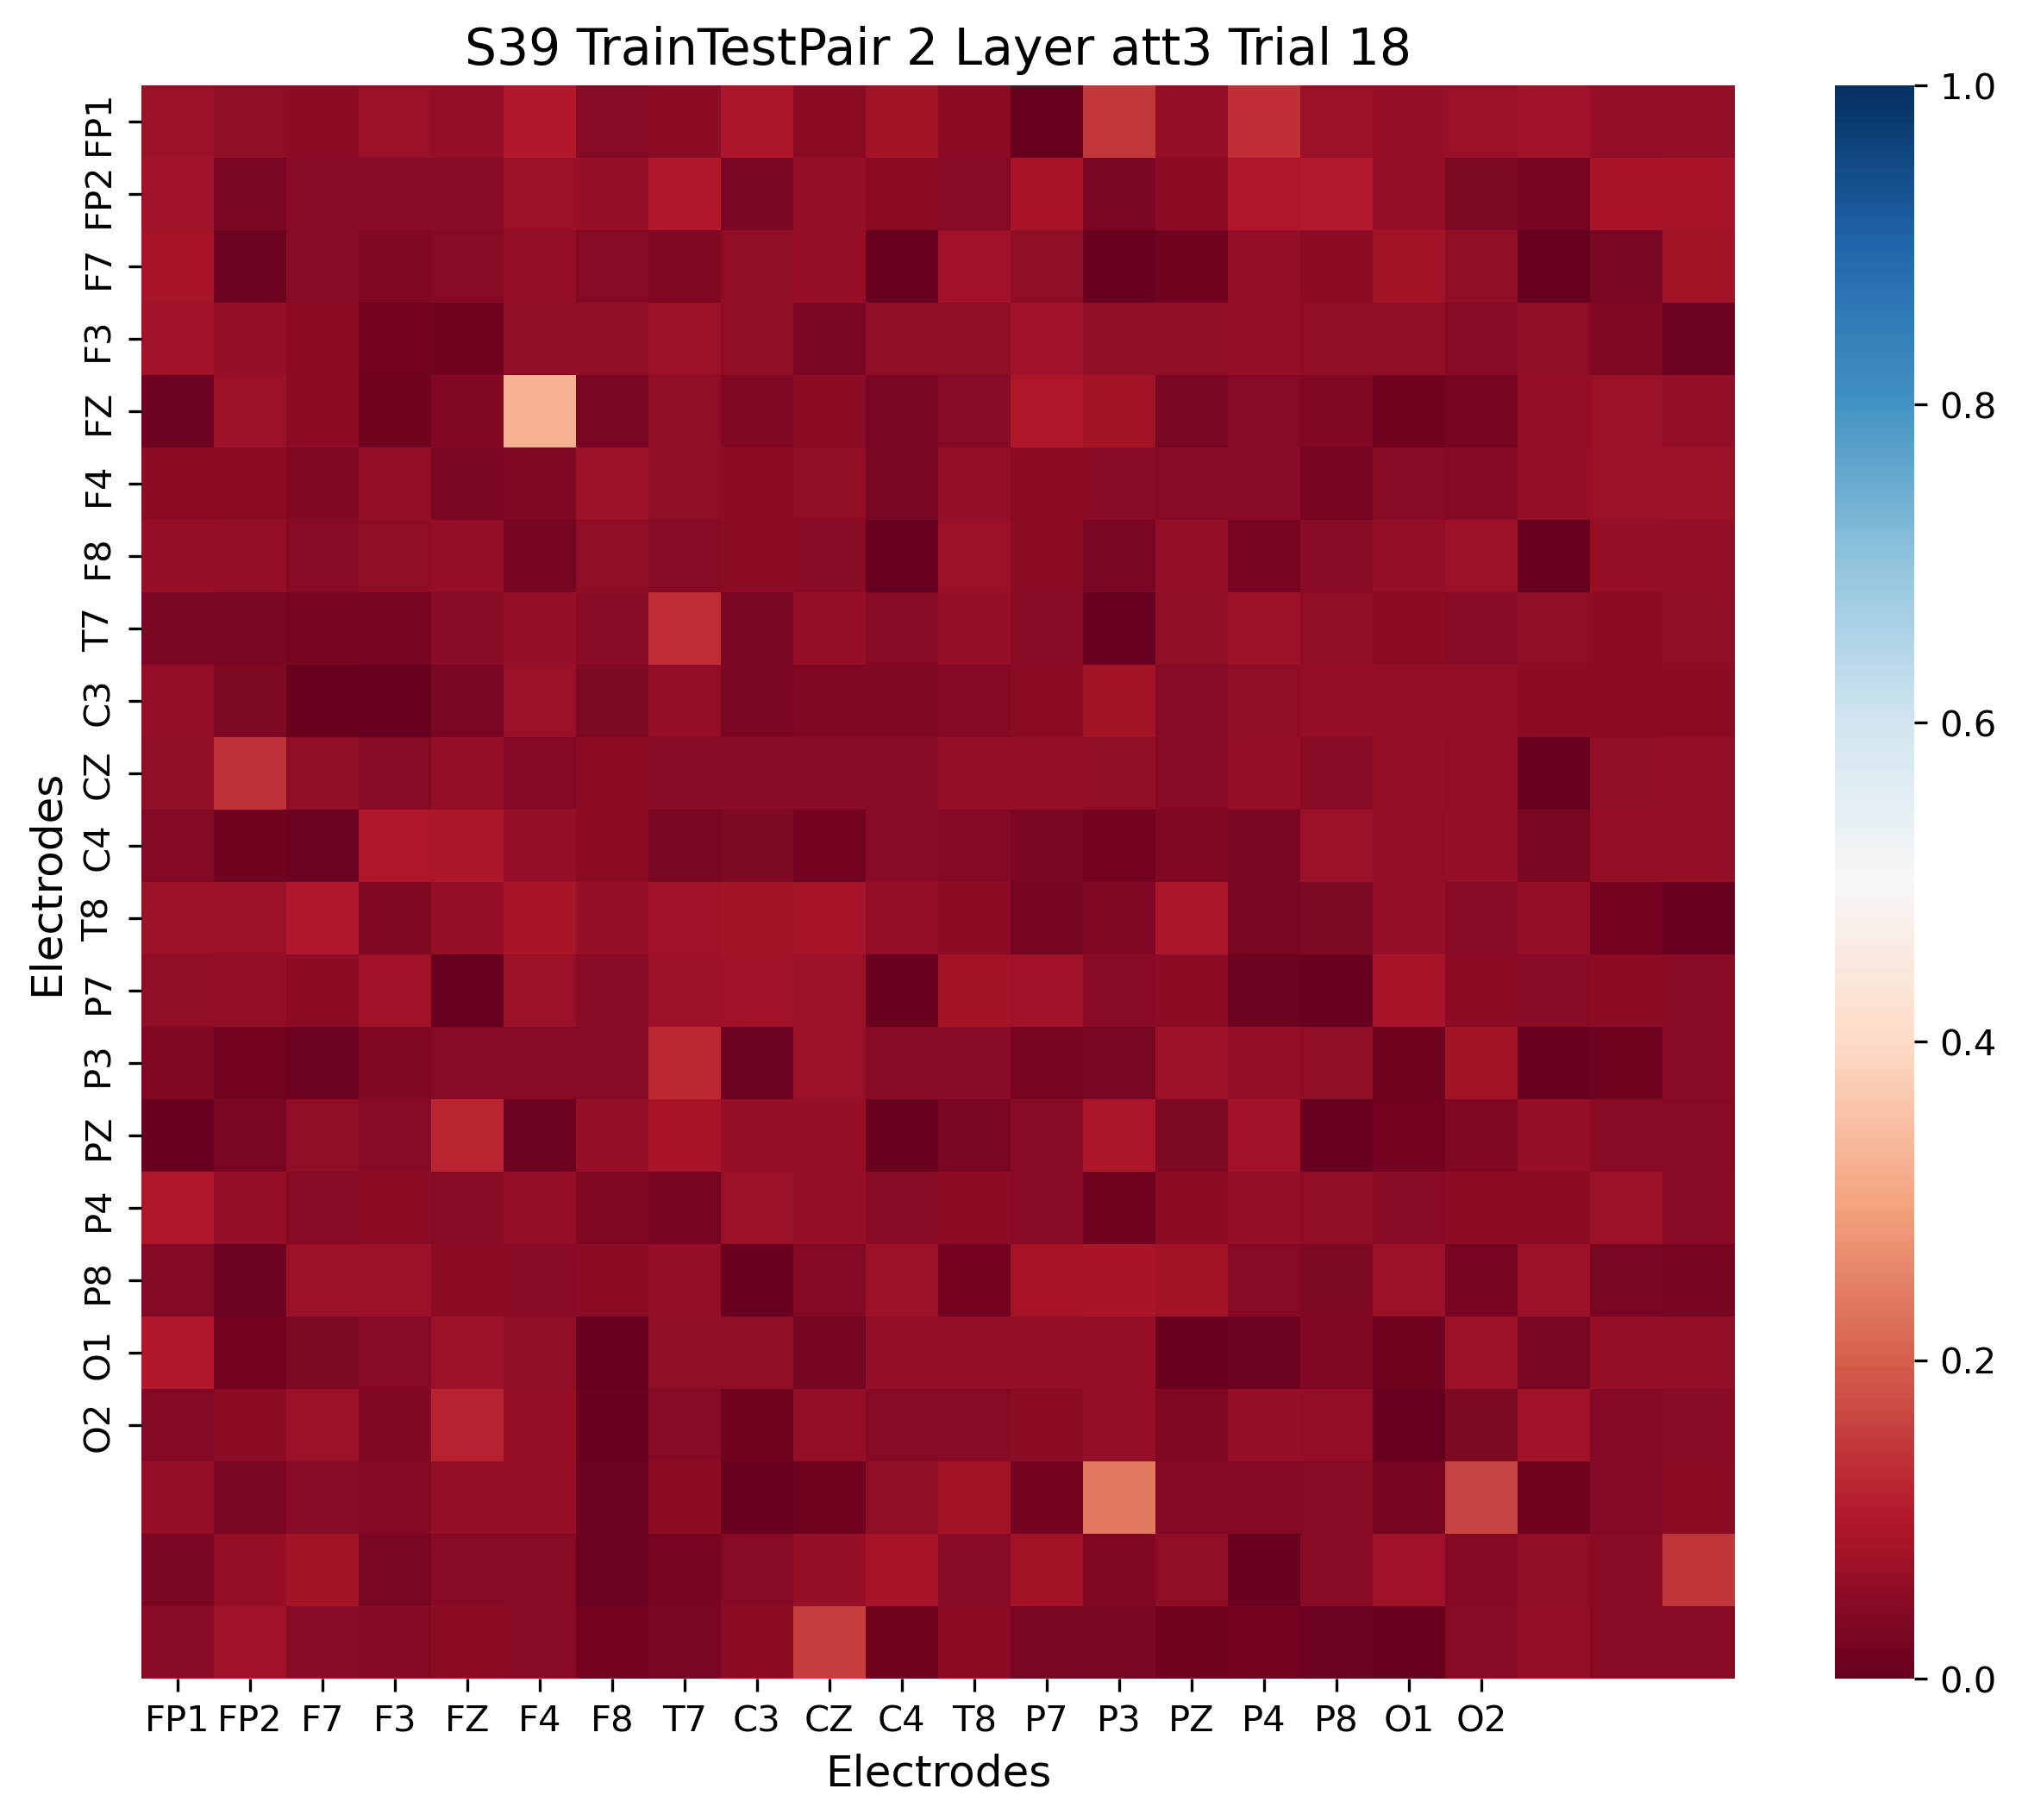 S39 TrainTestPair 2 Layer att3 Trial 18
Electrodes
FP1
FP2
F7
F3
FZ
F4
F8
T7
C3
CZ
C4
T8
P7
P3
PZ
P4
P8
O1
O2
FP1 FP2 F7 F3 FZ F4 F8 T7 C3 CZ C4 T8 P7 P3 PZ P4 P8 O1 O2
Electrodes
1.0
0.8
0.6
0.4
0.2
0.0